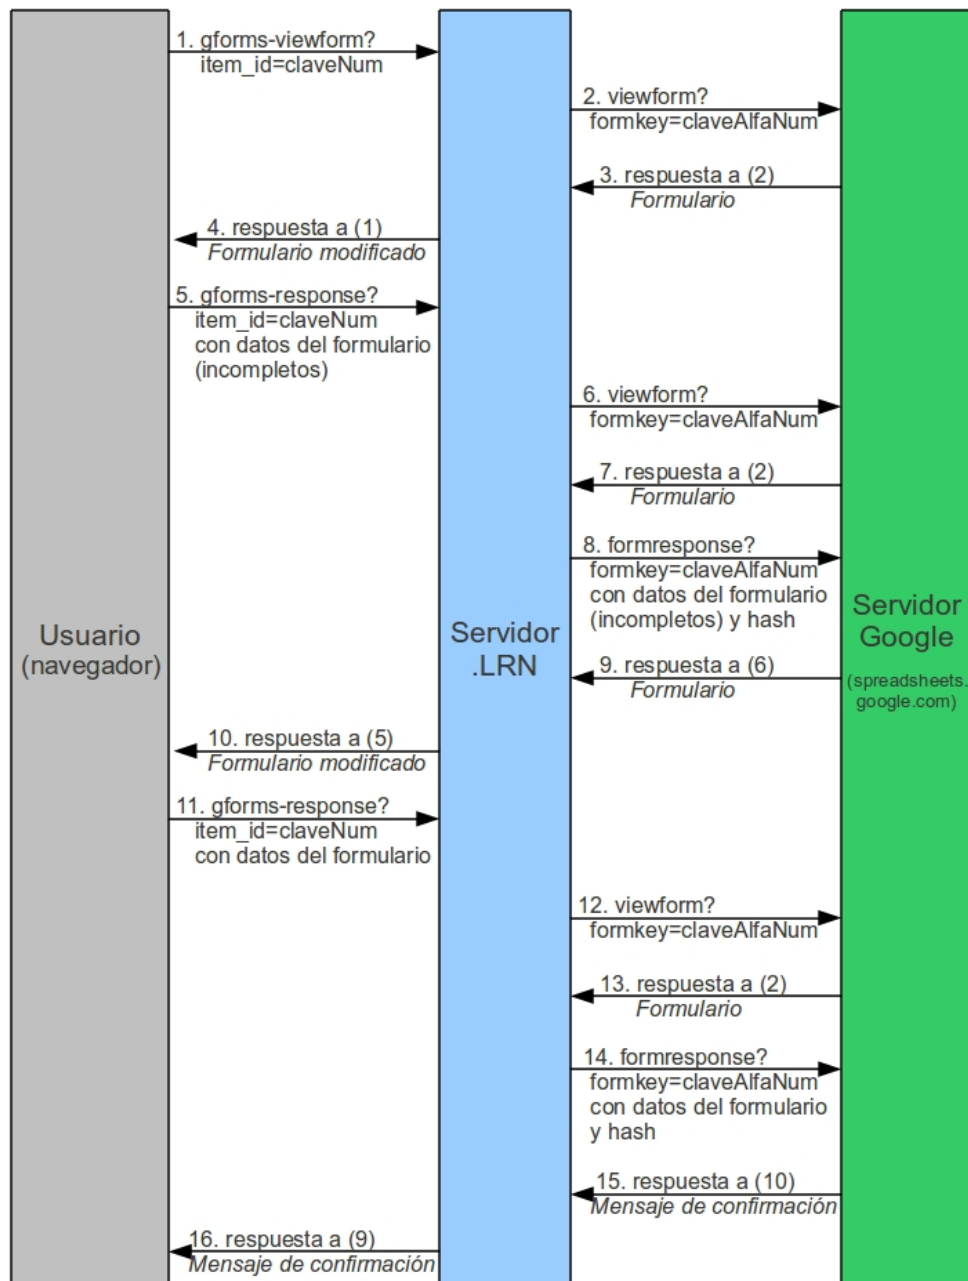 1. gforms-viewform?
item_id=claveNum
2. viewform?
formkey=claveAlfaNum
3. respuesta a (2)
Formulario
4. respuesta a (1)
Formulario modificado
5. gforms-response?
item_id=claveNum
con datos del formulario
(incompletos)
6. viewform?
formkey=claveAlfaNum
7. respuesta a (2)
Formulario
8. formresponse?
formkey=claveAlfaNum
con datos del formulario
(incompletos) y hash
Usuario
(navegador)
Servidor
.LRN
Servidor
Google
(spreadsheets.
google.com)
9. respuesta a (6)
Formulario
10. respuesta a (5)
Formulario modificado
11. gforms-response?
item_id=claveNum
con datos del formulario
12. viewform?
formkey=claveAlfaNum
13. respuesta a (2)
Formulario
14. formresponse?
formkey=claveAlfaNum
con datos del formulario
y hash
15. respuesta a (10)
Mensaje de confirmación
16. respuesta a (9)
Mensaje de confirmación